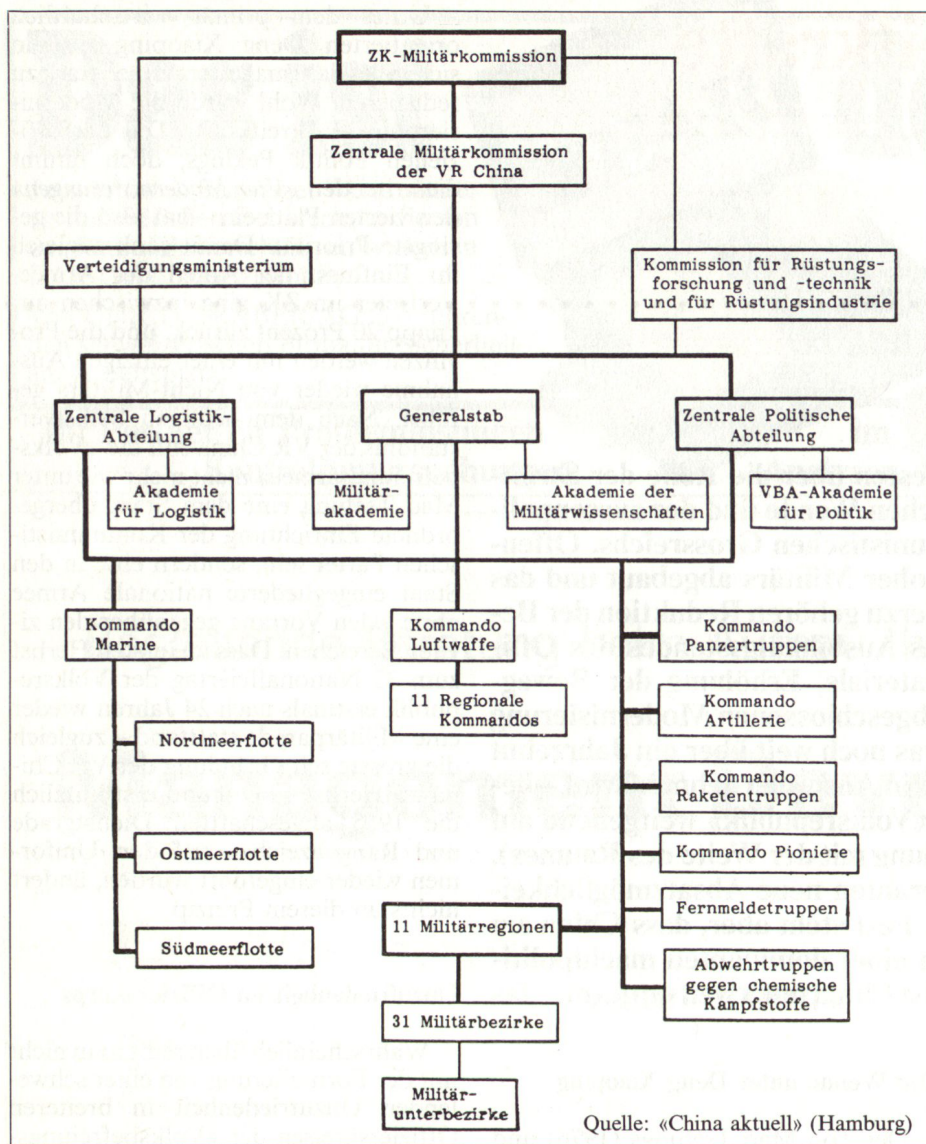 ZK-Militärkommission
Zentrale Militärkommission
der VR China
Verteidigungsministerium
Kommission für Rüstungs-
forschung und -technik
und für Rüstungsindustrie
Zentrale Logistik-
Abteilung
Generalstab
Zentrale Politische
Abteilung
Akademie
für Logistik
Militär-
akademie
Akademie der
Militärwissenschaften
VBA-Akademie
für Politik
Kommando
Marine
Kommando
Luftwaffe
Kommando
Panzertruppen
11 Regionale
Kommandos
Kommando
Artillerie
Nordmeerflotte
Kommando
Raketentruppen
Kommando Pioniere
Ostmeerflotte
Fernmeldetruppen
11 Militärregionen
Südmeerflotte
Abwehrtruppen
gegen chemische
Kampfstoffe
31 Militärbezirke
Militär-
unterbezirke
Quelle: «China aktuell» (Hamburg)